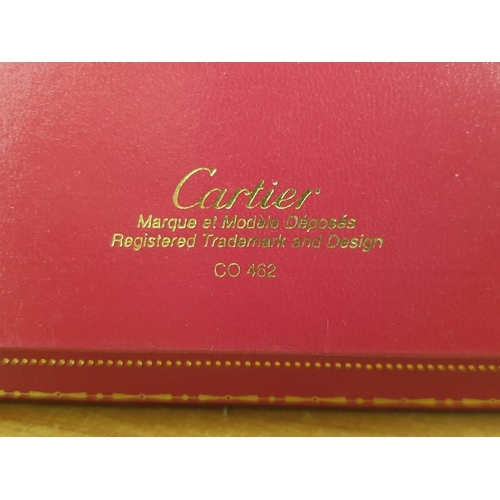 Cartier
Marque et Modèle Déposés
Registered Trademark and Design
CO 462